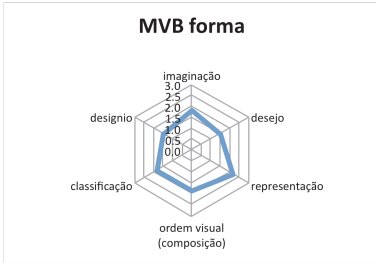 MVB forma
imaginação
3.0
2.5
2.0
1.5
1.0
0.5
0.0
designio
desejo
classificação
representação
ordem visual
(composição)